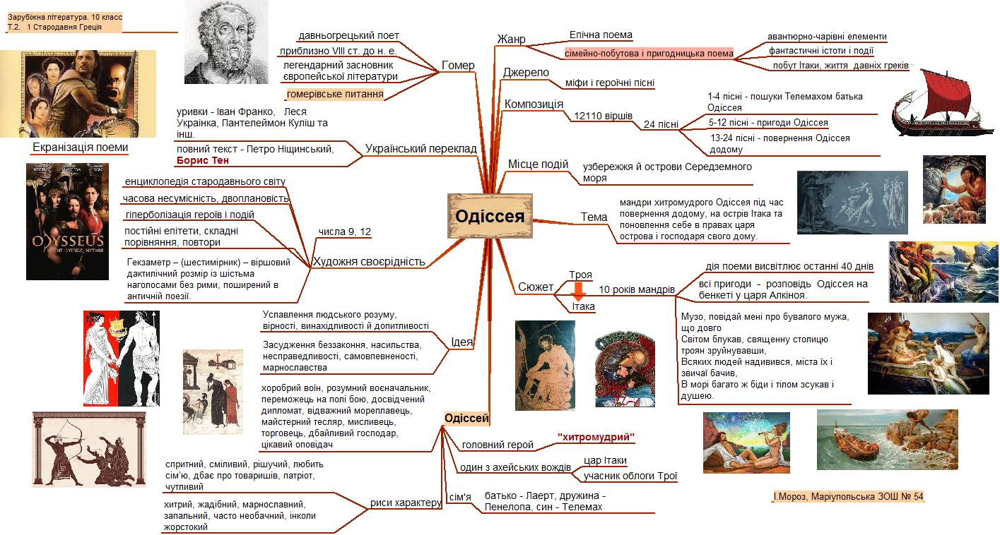 Зарубіжна література. 10 класс
Т.2.   1 Стародавня Греція
Екранізація поеми
ODYSSEUS
MACHT · INTRIGE · MYTHOS
Одіссея
Гомер
давньогрецький поет
приблизно VIII ст. до н. е.
легендарний засновник
європейської літератури
гомерівське питання
Український переклад
уривки - Іван Франко,   Леся
Украінка, Пантелеймон Куліш та
інш.
повний текст - Петро Ніщинський,
Борис Тен
Художня своєрідність
числа 9, 12
енциклопедія стародавнього світу
часова несумісність, двоплановість
гіперболізація героїв і подій
постійні епітети, складні
порівняння, повтори
Гекзаметр – (шестимірник) – віршовий
дактилічний розмір із шістьма
наголосами без рими, поширений в
античній поезії.
Ідея
Уславлення людського розуму,
вірності, винахідливості й допитливості
Засудження беззаконня, насильства,
несправедливості, самовпевненості,
марнославства
Жанр
Епічна поема
сімейно-побутова і пригодницька поема
авантюрно-чарівні елементи
фантастичні істоти і події
побут Ітаки, життя  давніх греків
Джерело
міфи і героїчні пісні
Композиція
12110 віршів
24 пісні
1-4 пісні - пошуки Телемахом батька
Одіссея
5-12 пісні - пригоди Одіссея
13-24 пісні - повернення Одіссея
додому
Місце подій
узбережжя й острови Середземного
моря
Тема
мандри хитромудрого Одіссея під час
повернення додому, на острів Ітака та
поновлення себе в правах царя
острова і господаря свого дому.
Сюжет
Троя
Ітака
10 років мандрів
дія поеми висвітлює останні 40 днів
всі пригоди  -  розповідь  Одіссея на
бенкеті у царя Алкіноя.
Музо, повідай мені про бувалого мужа,
що довго
Світом блукав, священну столицю
троян зруйнувавши,
Всяких людей надивився, міста їх і
звичаї бачив,
В морі багато ж біди і тілом зсукав і
душею.
Одіссей
хоробрий воїн, розумний воєначальник,
переможець на полі бою, досвідчений
дипломат, відважний мореплавець,
майстерний тесляр, мисливець,
торговець, дбайливий господар,
цікавий оповідач
головний герой
"хитромудрий"
один з ахейських вождів
цар Ітаки
учасник облоги Трої
сім'я
батько - Лаерт, дружина -
Пенелопа, син - Телемах
риси характеру
спритний, сміливий, рішучий, любить
сім'ю, дбає про товаришів, патріот,
чутливий
хитрий, жадібний, марнославний,
запальний, часто необачний, інколи
жорстокий
І.Мороз, Маріупольська ЗОШ № 54